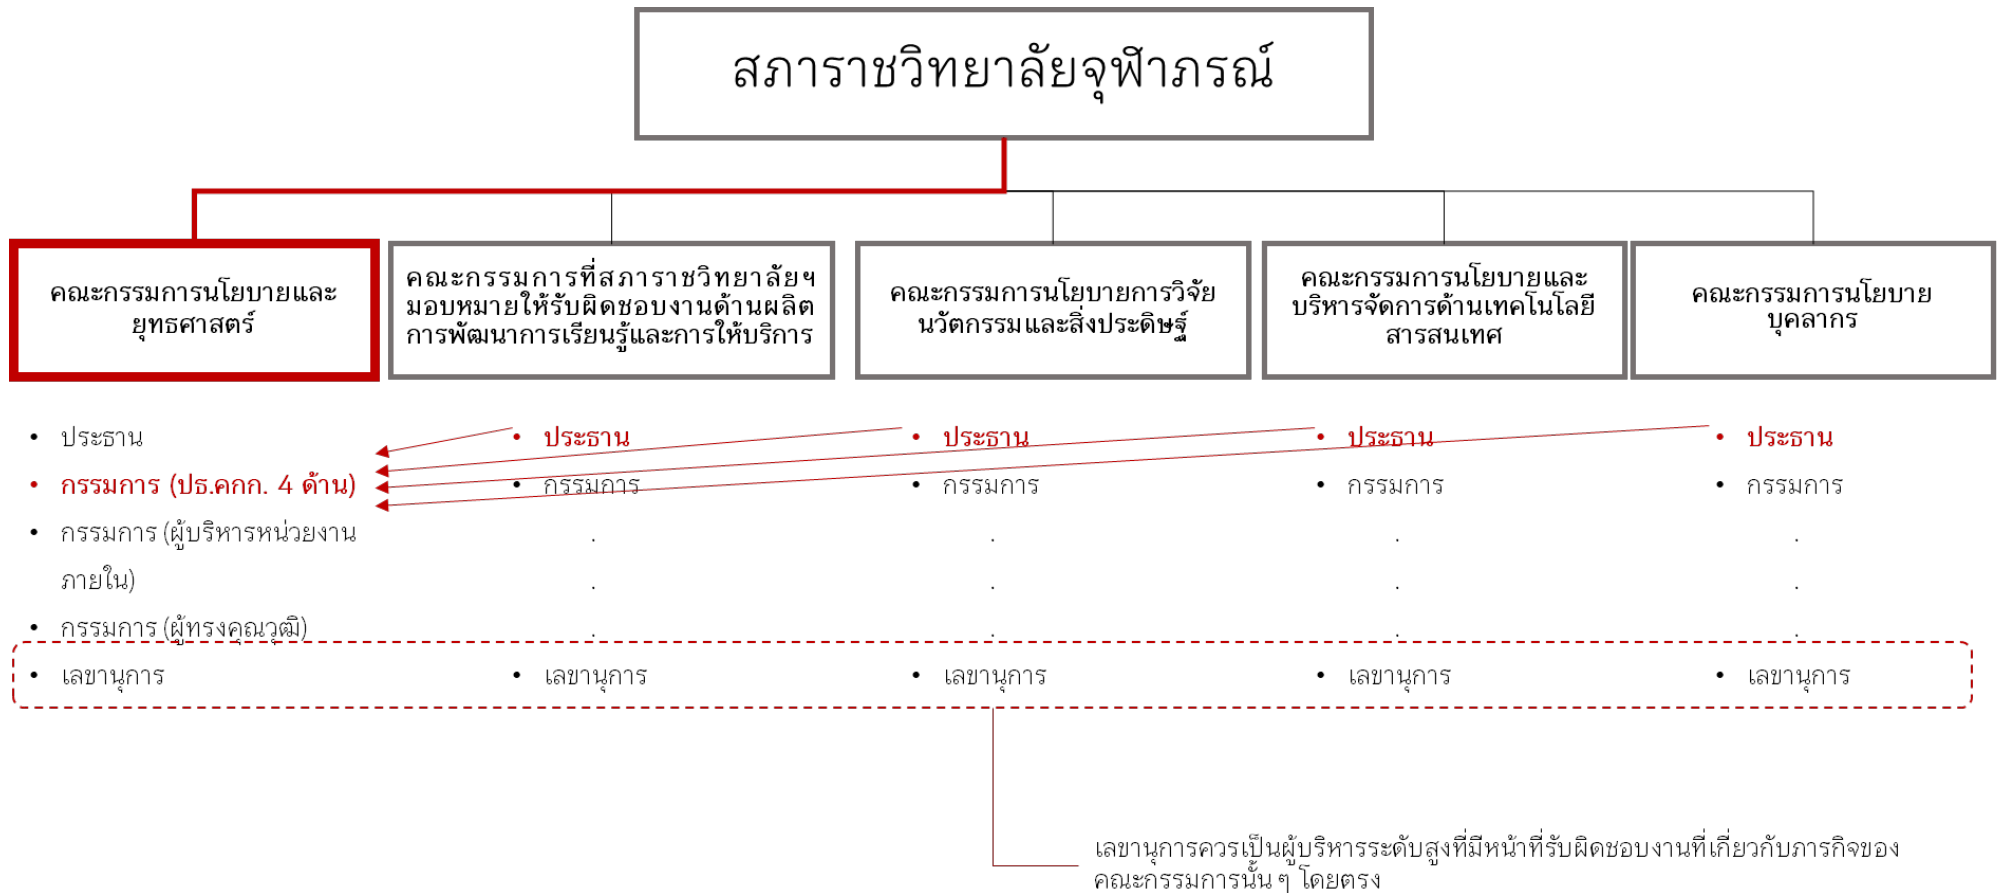 สภาราชวิทยาลัยจุฬาภรณ์
คณะกรรมการนโยบายและ
ยุทธศาสตร์
คณะกรรมการที่สภาราชวิทยาลัยฯ
มอบหมายให้รับผิดชอบงานด้านผลิต
การพัฒนาการเรียนรู้และการให้บริการ
คณะกรรมการนโยบายการวิจัย
นวัตกรรมและสิ่งประดิษฐ์
คณะกรรมการนโยบายและ
บริหารจัดการด้านเทคโนโลยี
สารสนเทศ
คณะกรรมการนโยบาย
บุคลากร
• ประธาน
• กรรมการ (ปธ.คกก. 4 ด้าน)
• กรรมการ (ผู้บริหารหน่วยงาน
ภายใน)
• กรรมการ (ผู้ทรงคุณวุฒิ)
• เลขานุการ
• ประธาน
• กรรมการ
.
.
.
• เลขานุการ
• ประธาน
• กรรมการ
.
.
.
• เลขานุการ
• ประธาน
• กรรมการ
.
.
.
• เลขานุการ
• ประธาน
• กรรมการ
.
.
.
• เลขานุการ
เลขานุการควรเป็นผู้บริหารระดับสูงที่มีหน้าที่รับผิดชอบงานที่เกี่ยวกับภารกิจของ
คณะกรรมการนั้น ๆ โดยตรง